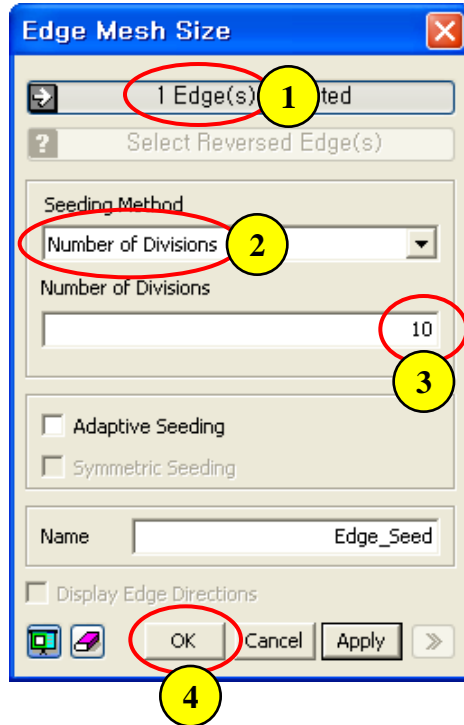 Edge Mesh Size
1 Edge(s) 1 ted
Select Reversed Edge(s)
Seeding Method
Number of Divisions 2
Number of Divisions
10
3
Adaptive Seeding
Symmetric Seeding
Name Edge_Seed
Display Edge Directions
OK Cancel Apply
4